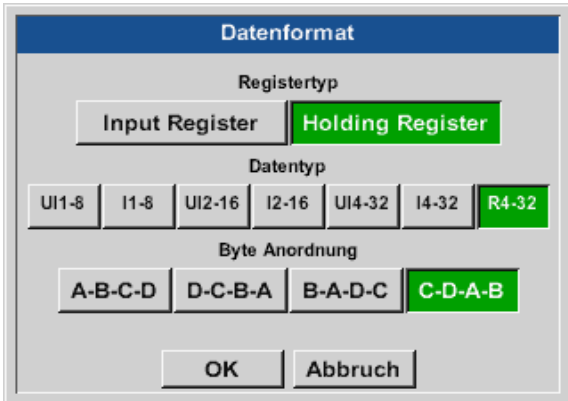 Datenformat
Registertyp
Input Register Holding Register
Datentyp
UI1-8 I1-8 UI2-16 I2-16 UI4-32 I4-32 R4-32
Byte Anordnung
A-B-C-D D-C-B-A B-A-D-C C-D-A-B
OK Abbruch